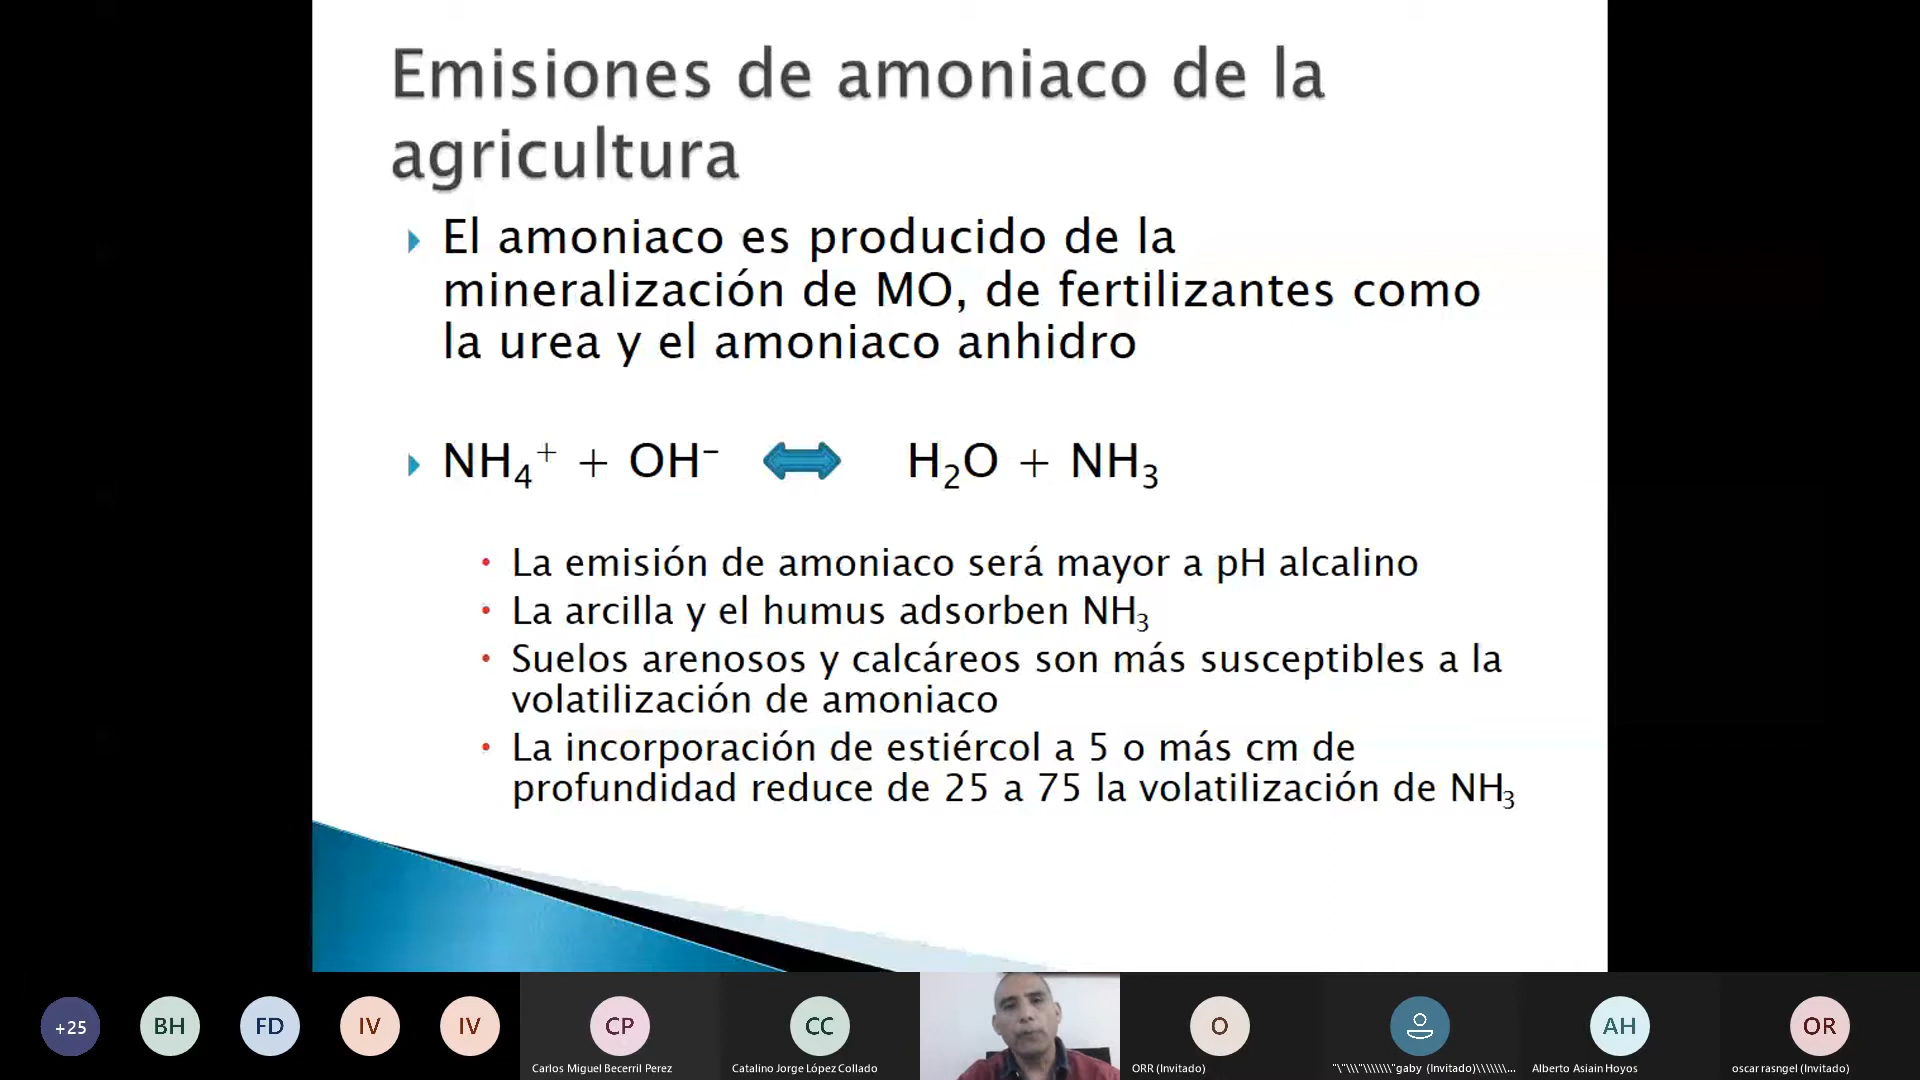 Emisiones de amoniaco de la
agricultura
El amoniaco es producido de la
mineralización de MO, de fertilizantes como
la urea y el amoniaco anhidro
NH₄⁺ + OH⁻ ⇔ H₂O + NH₃
• La emisión de amoniaco será mayor a pH alcalino
• La arcilla y el humus adsorben NH₃
• Suelos arenosos y calcáreos son más susceptibles a la
volatilización de amoniaco
• La incorporación de estiércol a 5 o más cm de
profundidad reduce de 25 a 75 la volatilización de NH₃
+25 BH FD IV IV CP CC O AH OR
Carlos Miguel Becerril Perez Catalino Jorge López Collado ORR (Invitado) "\"\\\"\\\\\\\"gaby (Invitado)\\\\\\\... Alberto Asiain Hoyos oscar rasngel (Invitado)